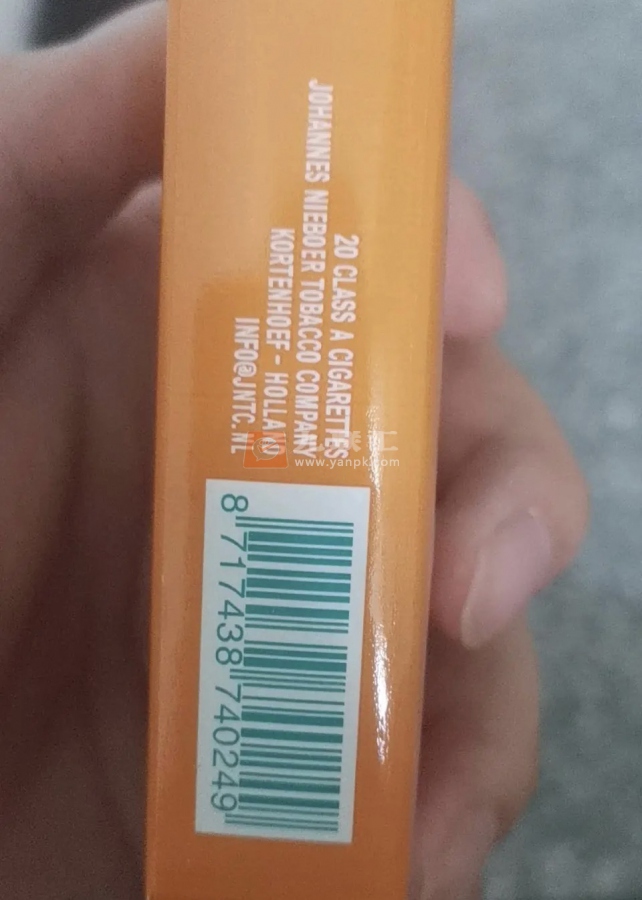 20 CLASS A CIGARETTES
JOHANNES NIEBOER TOBACCO COMPANY
KORTENHOEF - HOLLAND
INFO@JNTC.NL
8 717438 740249
www.yanpk.com